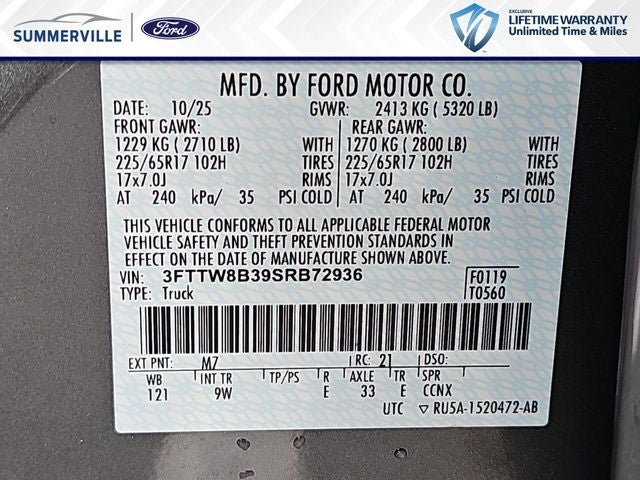 SUMMERVILLE Ford
EXCLUSIVE
LIFETIME WARRANTY
Unlimited Time & Miles
MFD. BY FORD MOTOR CO.
DATE: 10/25 GVWR: 2413 KG ( 5320 LB)
FRONT GAWR: REAR GAWR:
1229 KG ( 2710 LB) WITH 1270 KG ( 2800 LB) WITH
225/65R17 102H TIRES 225/65R17 102H TIRES
17x7.0J RIMS 17x7.0J RIMS
AT 240 kPa/ 35 PSI COLD AT 240 kPa/ 35 PSI COLD
THIS VEHICLE CONFORMS TO ALL APPLICABLE FEDERAL MOTOR
VEHICLE SAFETY AND THEFT PREVENTION STANDARDS IN
EFFECT ON THE DATE OF MANUFACTURE SHOWN ABOVE.
VIN: 3FTTW8B39SRB72936 F0119
TYPE: Truck T0560
EXT PNT: M7 RC: 21 DSO:
WB INT TR TP/PS R AXLE TR SPR
121 9W E 33 E CCNX
UTC ▽ RU5A-1520472-AB